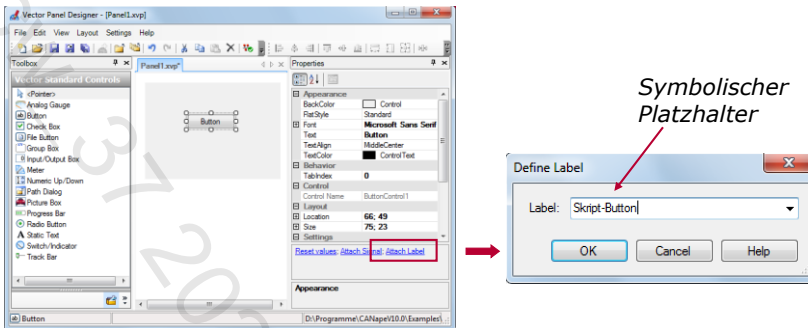 Vector Panel Designer - [Panel1.xvp]
File Edit View Layout Settings Help
Toolbox
Panel1.xvp*
Properties
Vector Standard Controls
<Pointer>
Analog Gauge
Button
Check Box
File Button
Group Box
Input/Output Box
Meter
Numeric Up/Down
Path Dialog
Picture Box
Progress Bar
Radio Button
Static Text
Switch/Indicator
Track Bar
Button
Appearance
BackColor Control
FlatStyle Standard
Font Microsoft Sans Serif
Text Button
TextAlign MiddleCenter
TextColor ControlText
Behavior
TabIndex 0
Control
Control Name ButtonControl1
Layout
Location 66; 49
Size 75; 23
Settings
Reset values; Attach Signal; Attach Label
Appearance
Button
D:\Programme\CANapeV10.0\Examples\
Symbolischer
Platzhalter
Define Label
Label: Skript-Button
OK Cancel Help